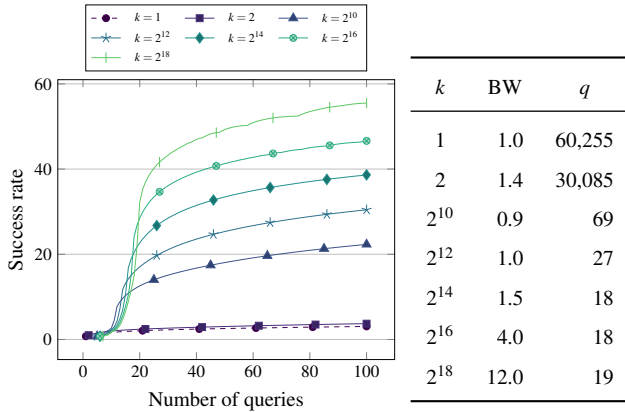 k = 1 k = 2 k = 2^10
k = 2^12 k = 2^14 k = 2^16
k = 2^18
60
40
20
0
Success rate
0 20 40 60 80 100
Number of queries
k BW q
1 1.0 60,255
2 1.4 30,085
2^10 0.9 69
2^12 1.0 27
2^14 1.5 18
2^16 4.0 18
2^18 12.0 19